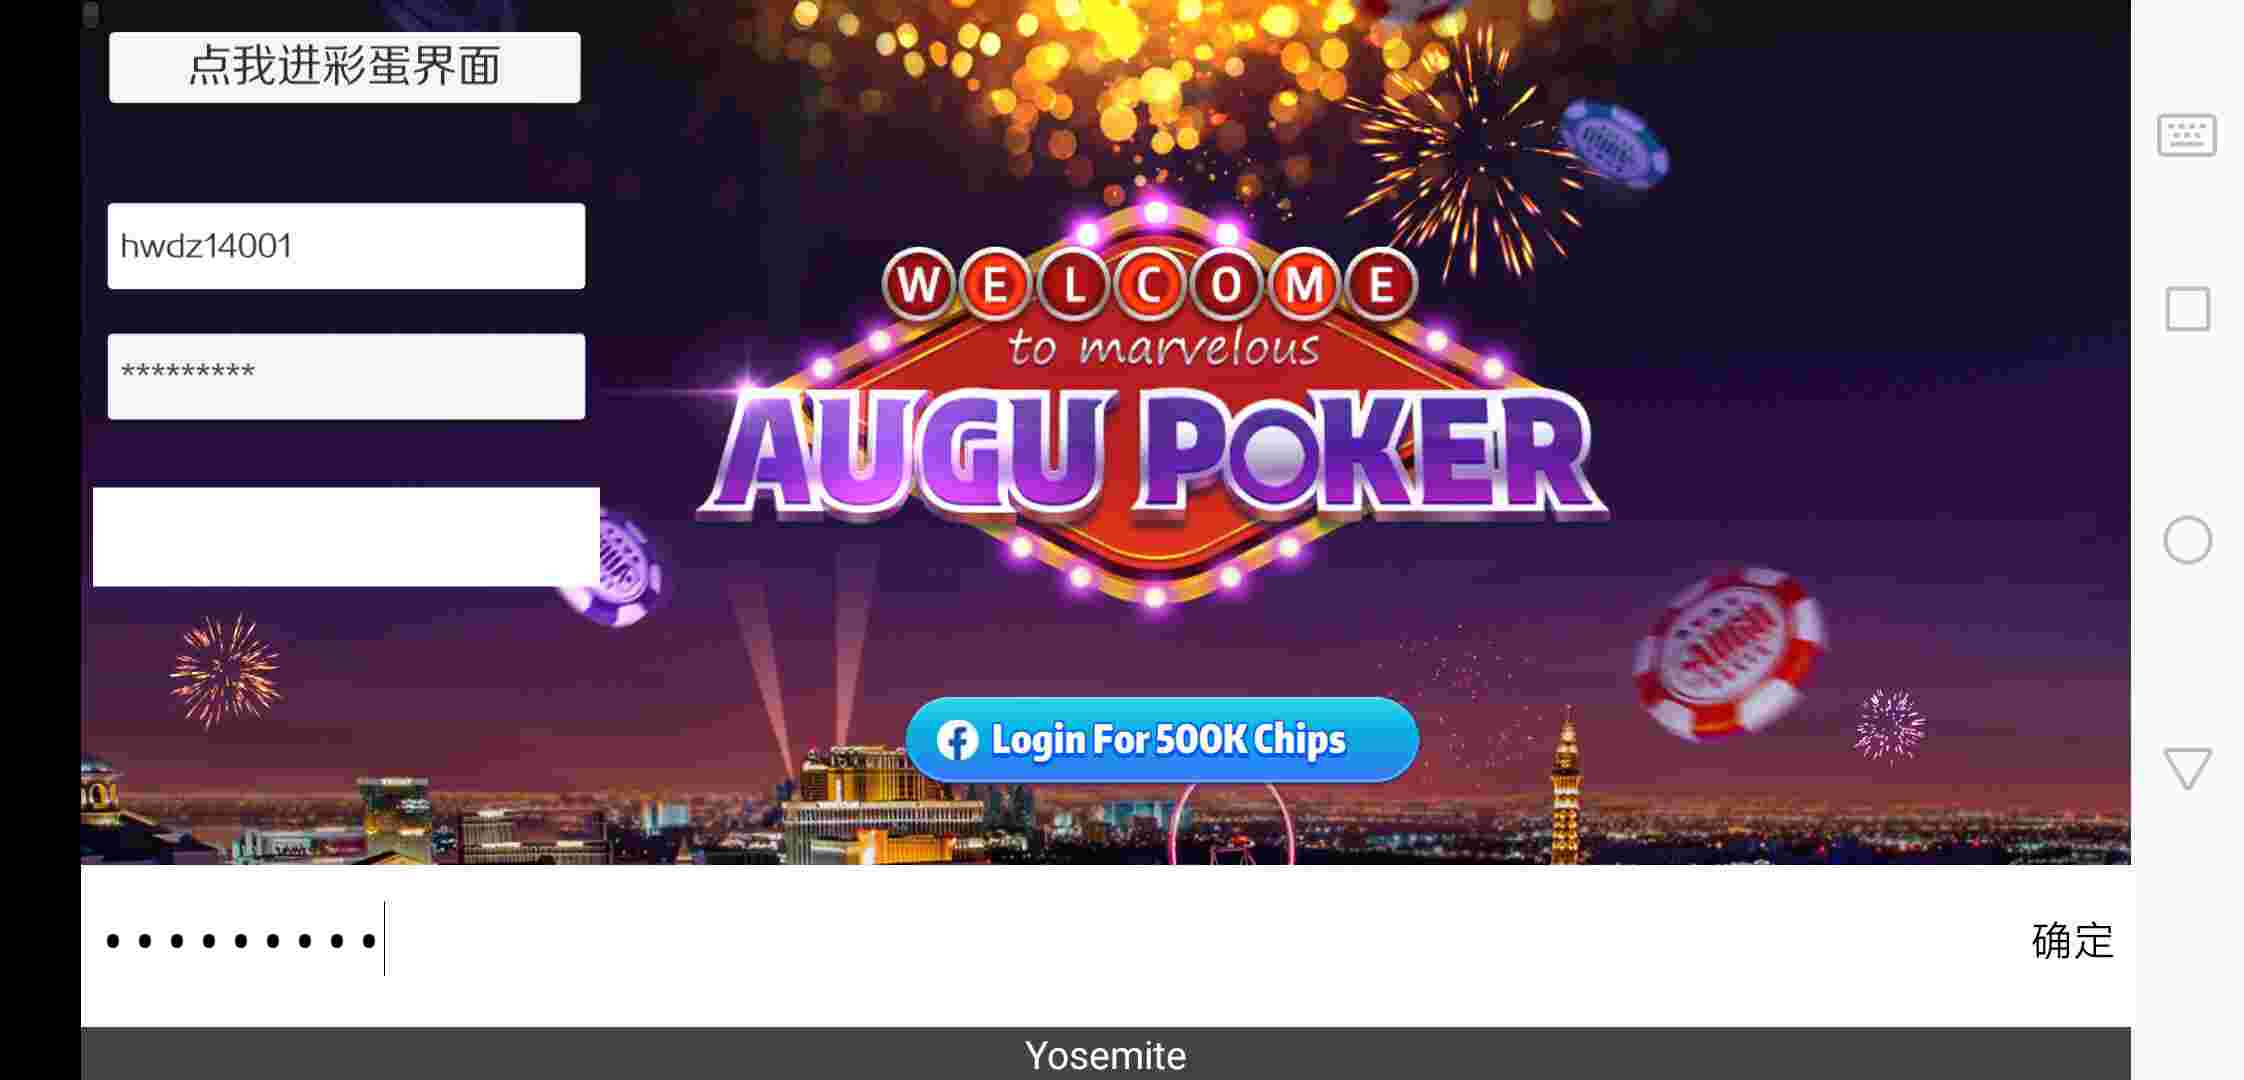 点我进彩蛋界面
hwdz14001
*********
WELCOME
to marvelous
AUGU POKER
Login For 500K Chips
•••••••••
确定
Yosemite